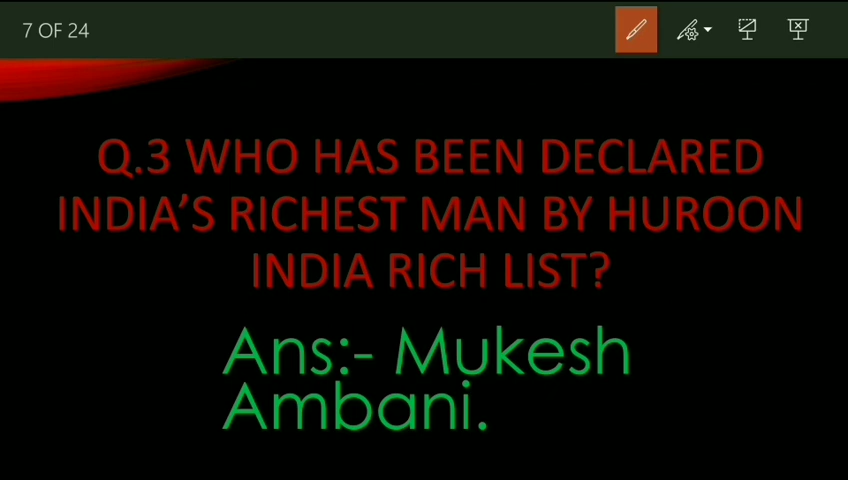 7 OF 24
Q.3 WHO HAS BEEN DECLARED
INDIA'S RICHEST MAN BY HUROON
INDIA RICH LIST?
Ans:- Mukesh
Ambani.